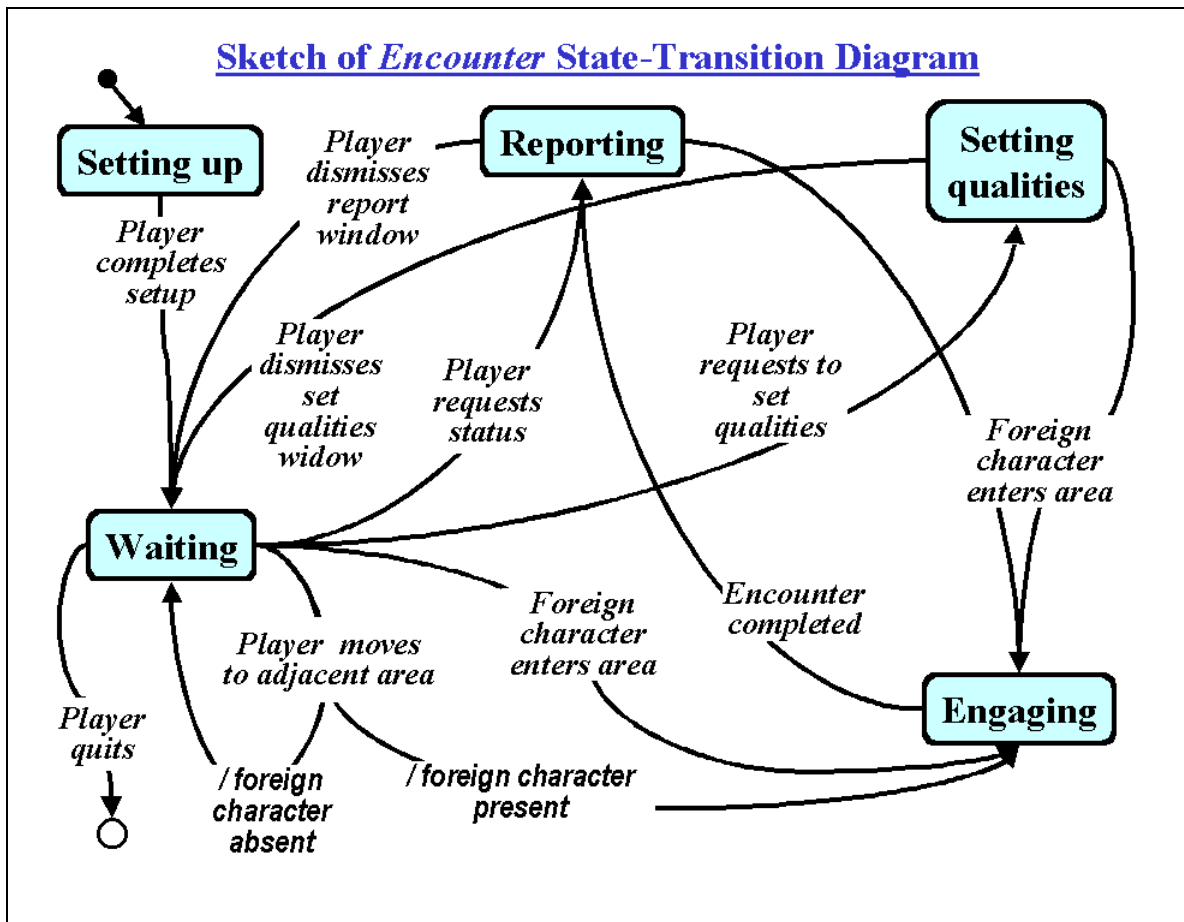 Sketch of Encounter State-Transition Diagram
Setting up
Reporting
Setting
qualities
Player
dismisses
report
window
Player
completes
setup
Player
dismisses
set
qualities
widow
Player
requests
status
Player
requests to
set
qualities
Foreign
character
enters area
Waiting
Foreign
character
enters area
Encounter
completed
Player moves
to adjacent area
Engaging
Player
quits
/ foreign
character
absent
/ foreign character
present